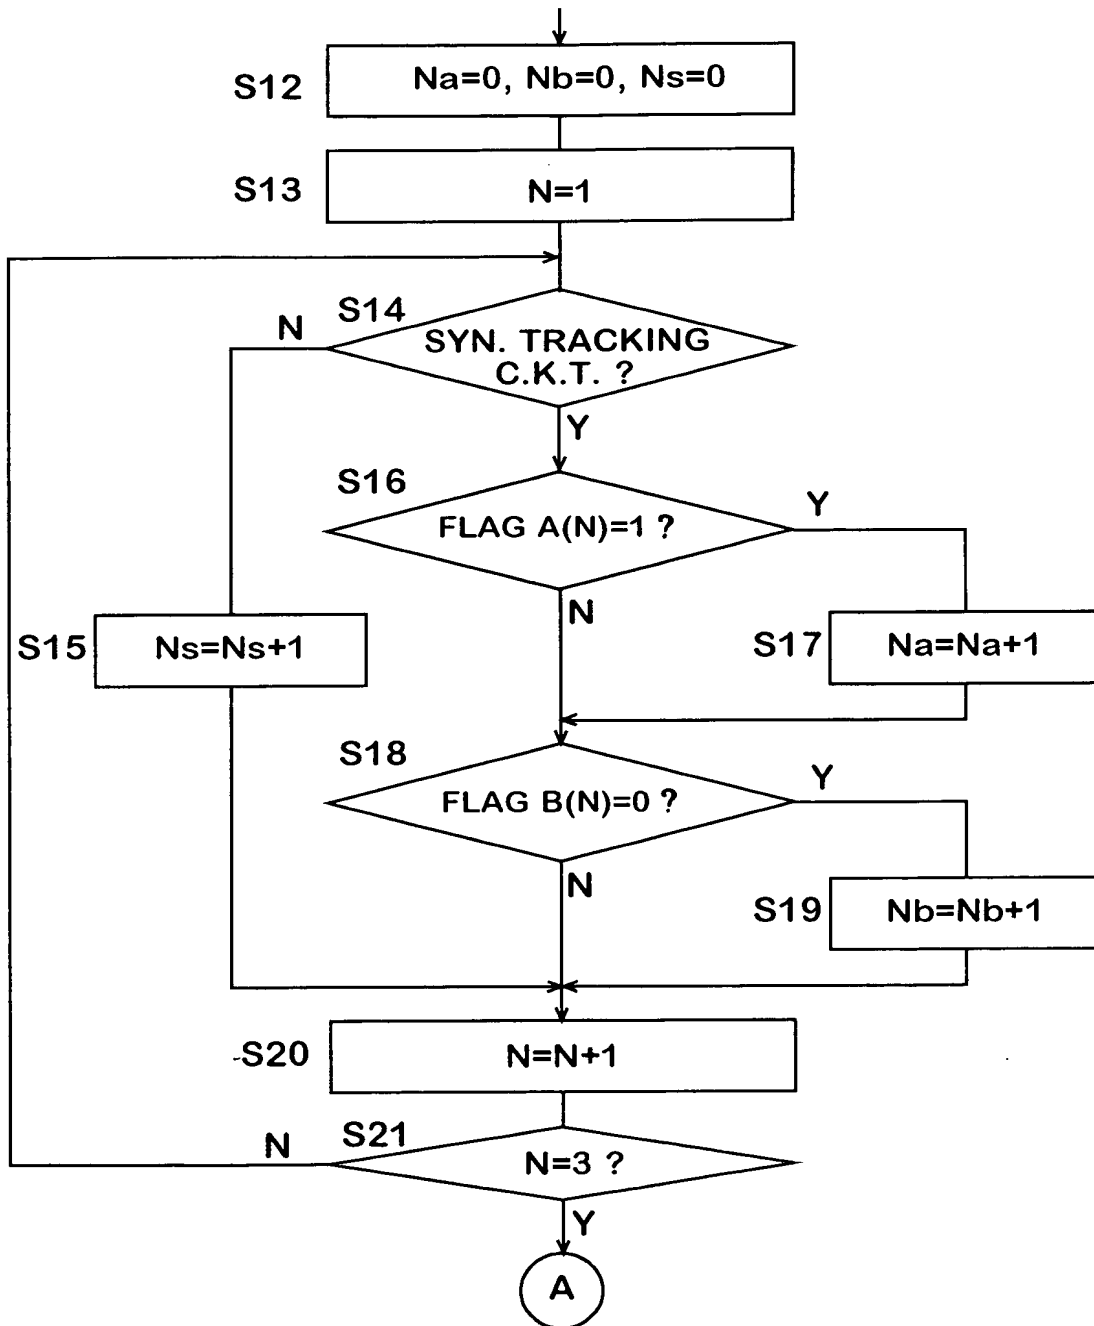 S12
Na=0, Nb=0, Ns=0
S13
N=1
S14
N
SYN. TRACKING
C.K.T. ?
Y
S16
FLAG A(N)=1 ?
Y
N
S15
Ns=Ns+1
S17
Na=Na+1
S18
FLAG B(N)=0 ?
Y
N
S19
Nb=Nb+1
S20
N=N+1
S21
N
N=3 ?
Y
A